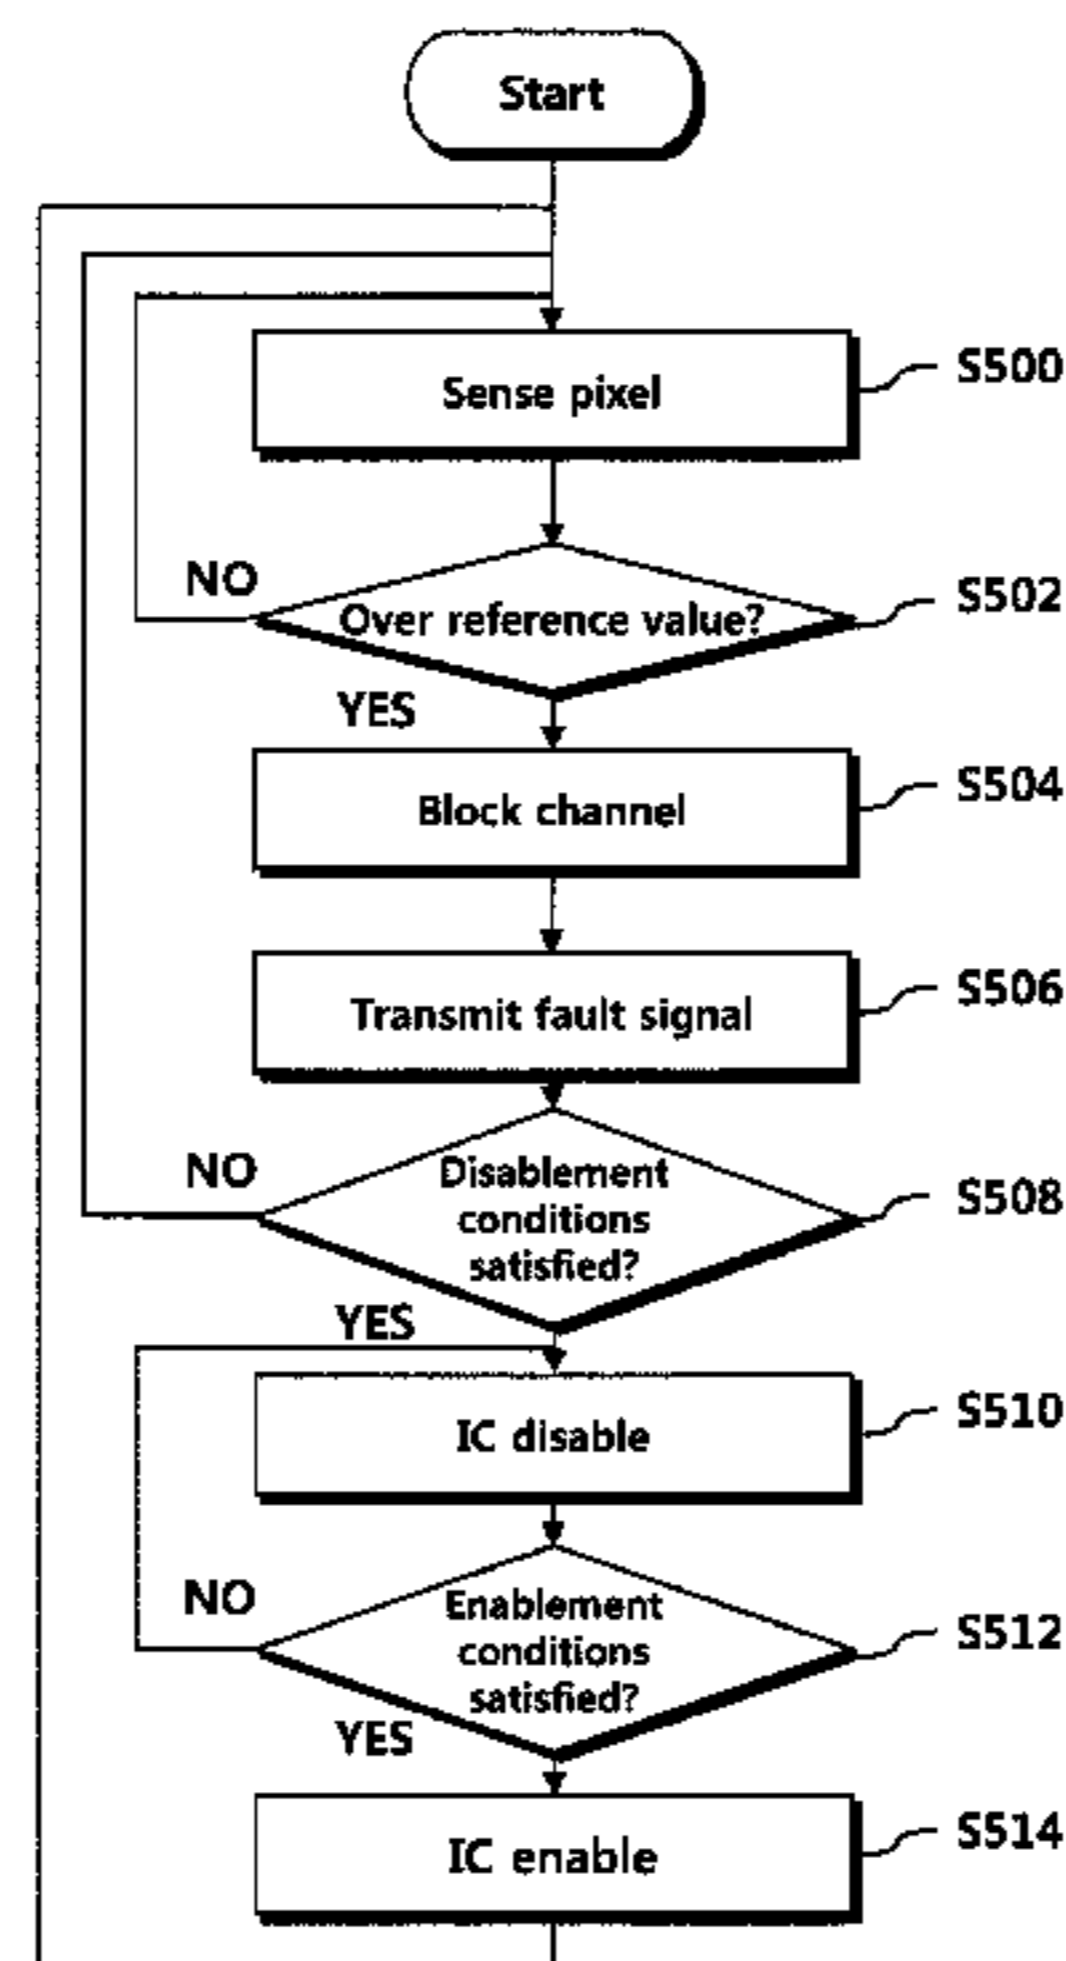 Start
Sense pixel
S500
NO
Over reference value?
S502
YES
Block channel
S504
Transmit fault signal
S506
NO
Disablement
conditions
satisfied?
S508
YES
IC disable
S510
NO
Enablement
conditions
satisfied?
S512
YES
IC enable
S514